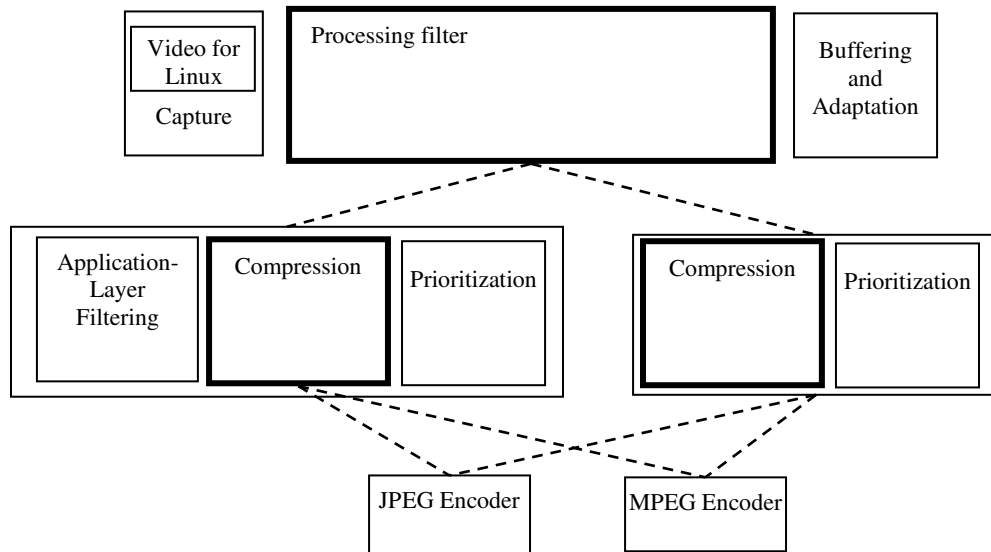 Video for
Linux
Capture
Processing filter
Buffering
and
Adaptation
Application-
Layer
Filtering
Compression
Prioritization
Compression
Prioritization
JPEG Encoder
MPEG Encoder